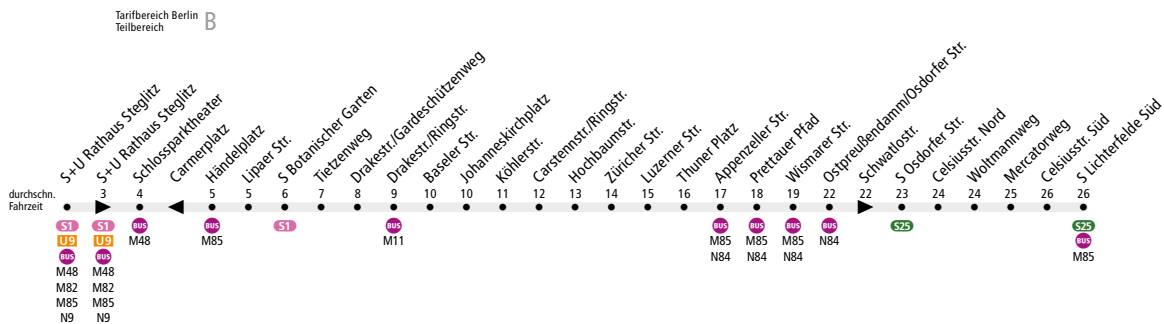 Tarifbereich Berlin B
Teilbereich
S+U Rathaus Steglitz
S+U Rathaus Steglitz
Schlossparktheater
Carmerplatz
Händelplatz
Lipaer Str.
S Botanischer Garten
Tietzenweg
Drakestr./Gardeschützenweg
Drakestr./Ringstr.
Baseler Str.
Johanneskirchplatz
Köhlerstr.
Carstennstr./Ringstr.
Hochbaumstr.
Züricher Str.
Luzerner Str.
Thuner Platz
Appenzeller Str.
Prettauer Pfad
Wismarer Str.
Ostpreußendamm/Osdorfer Str.
Schwatlostr.
S Osdorfer Str.
Celsiusstr. Nord
Woltmannweg
Mercatorweg
Celsiusstr. Süd
S Lichterfelde Süd
durchschn. 3 4 5 5 6 7 8 9 10 10 11 12 13 14 15 16 17 18 19 22 22 23 24 24 25 26 26
Fahrzeit
S1 S1 BUS BUS S1 BUS BUS BUS BUS BUS S25 S25
U9 U9 M48 M85 M11 M85 M85 M85 N84 BUS
BUS BUS N84 N84 N84 M85
M48 M48
M82 M82
M85 M85
N9 N9